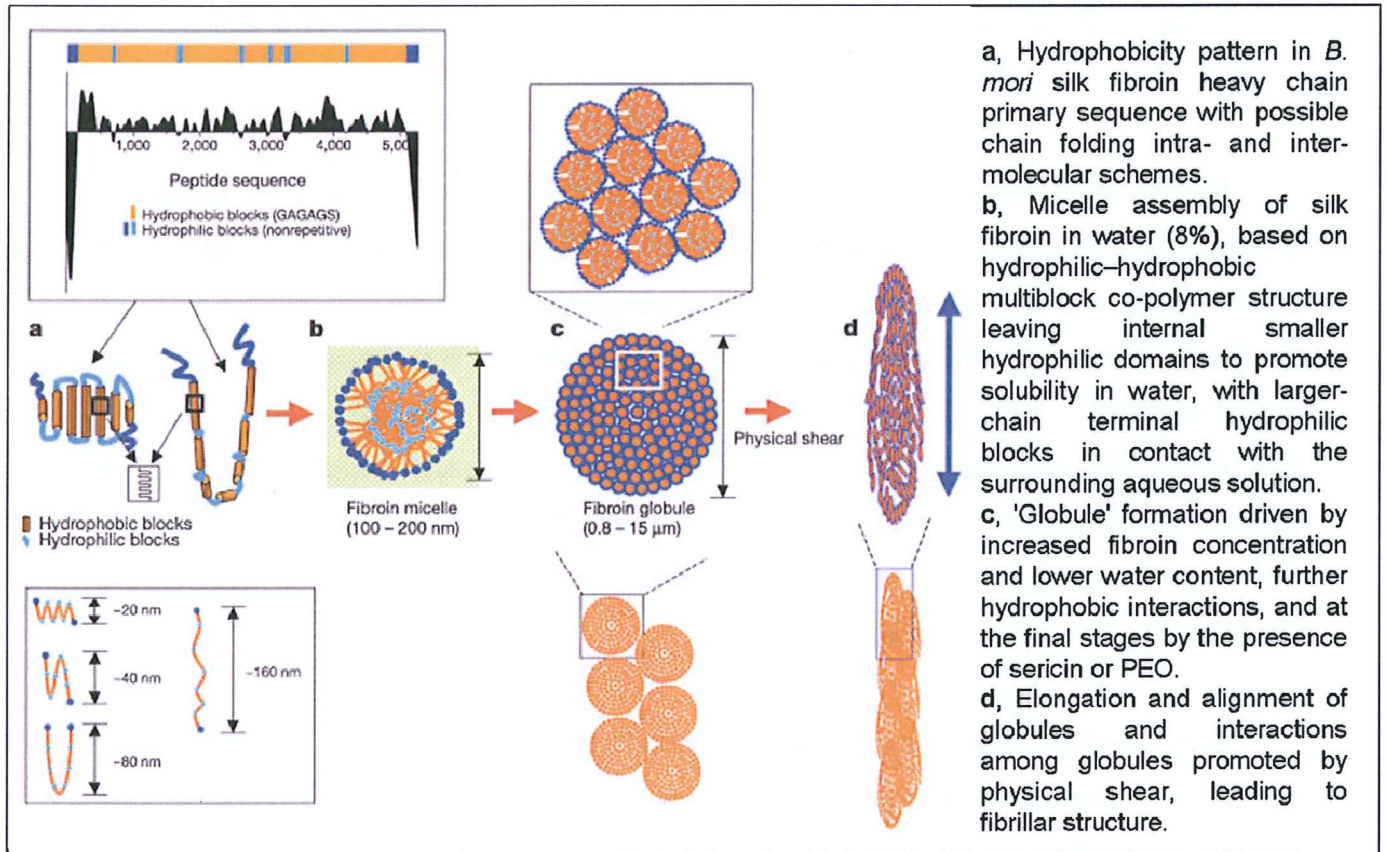 1,000 2,000 3,000 4,000 5,00
Peptide sequence
Hydrophobic blocks (GAGAGS)
Hydrophilic blocks (nonrepetitive)
a
b
c
d
Physical shear
Fibroin micelle
(100 – 200 nm)
Fibroin globule
(0.8 – 15 μm)
Hydrophobic blocks
Hydrophilic blocks
~20 nm
~40 nm
~80 nm
~160 nm
a, Hydrophobicity pattern in B.
mori silk fibroin heavy chain
primary sequence with possible
chain folding intra- and inter-
molecular schemes.
b, Micelle assembly of silk
fibroin in water (8%), based on
hydrophilic–hydrophobic
multiblock co-polymer structure
leaving internal smaller
hydrophilic domains to promote
solubility in water, with larger-
chain terminal hydrophilic
blocks in contact with the
surrounding aqueous solution.
c, 'Globule' formation driven by
increased fibroin concentration
and lower water content, further
hydrophobic interactions, and at
the final stages by the presence
of sericin or PEO.
d, Elongation and alignment of
globules and interactions
among globules promoted by
physical shear, leading to
fibrillar structure.